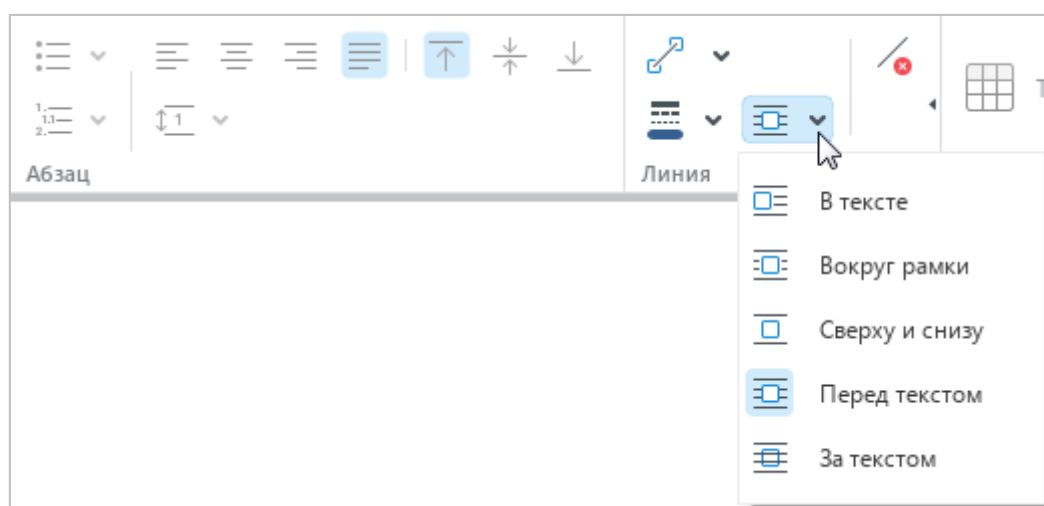 Абзац
Линия
В тексте
Вокруг рамки
Сверху и снизу
Перед текстом
За текстом